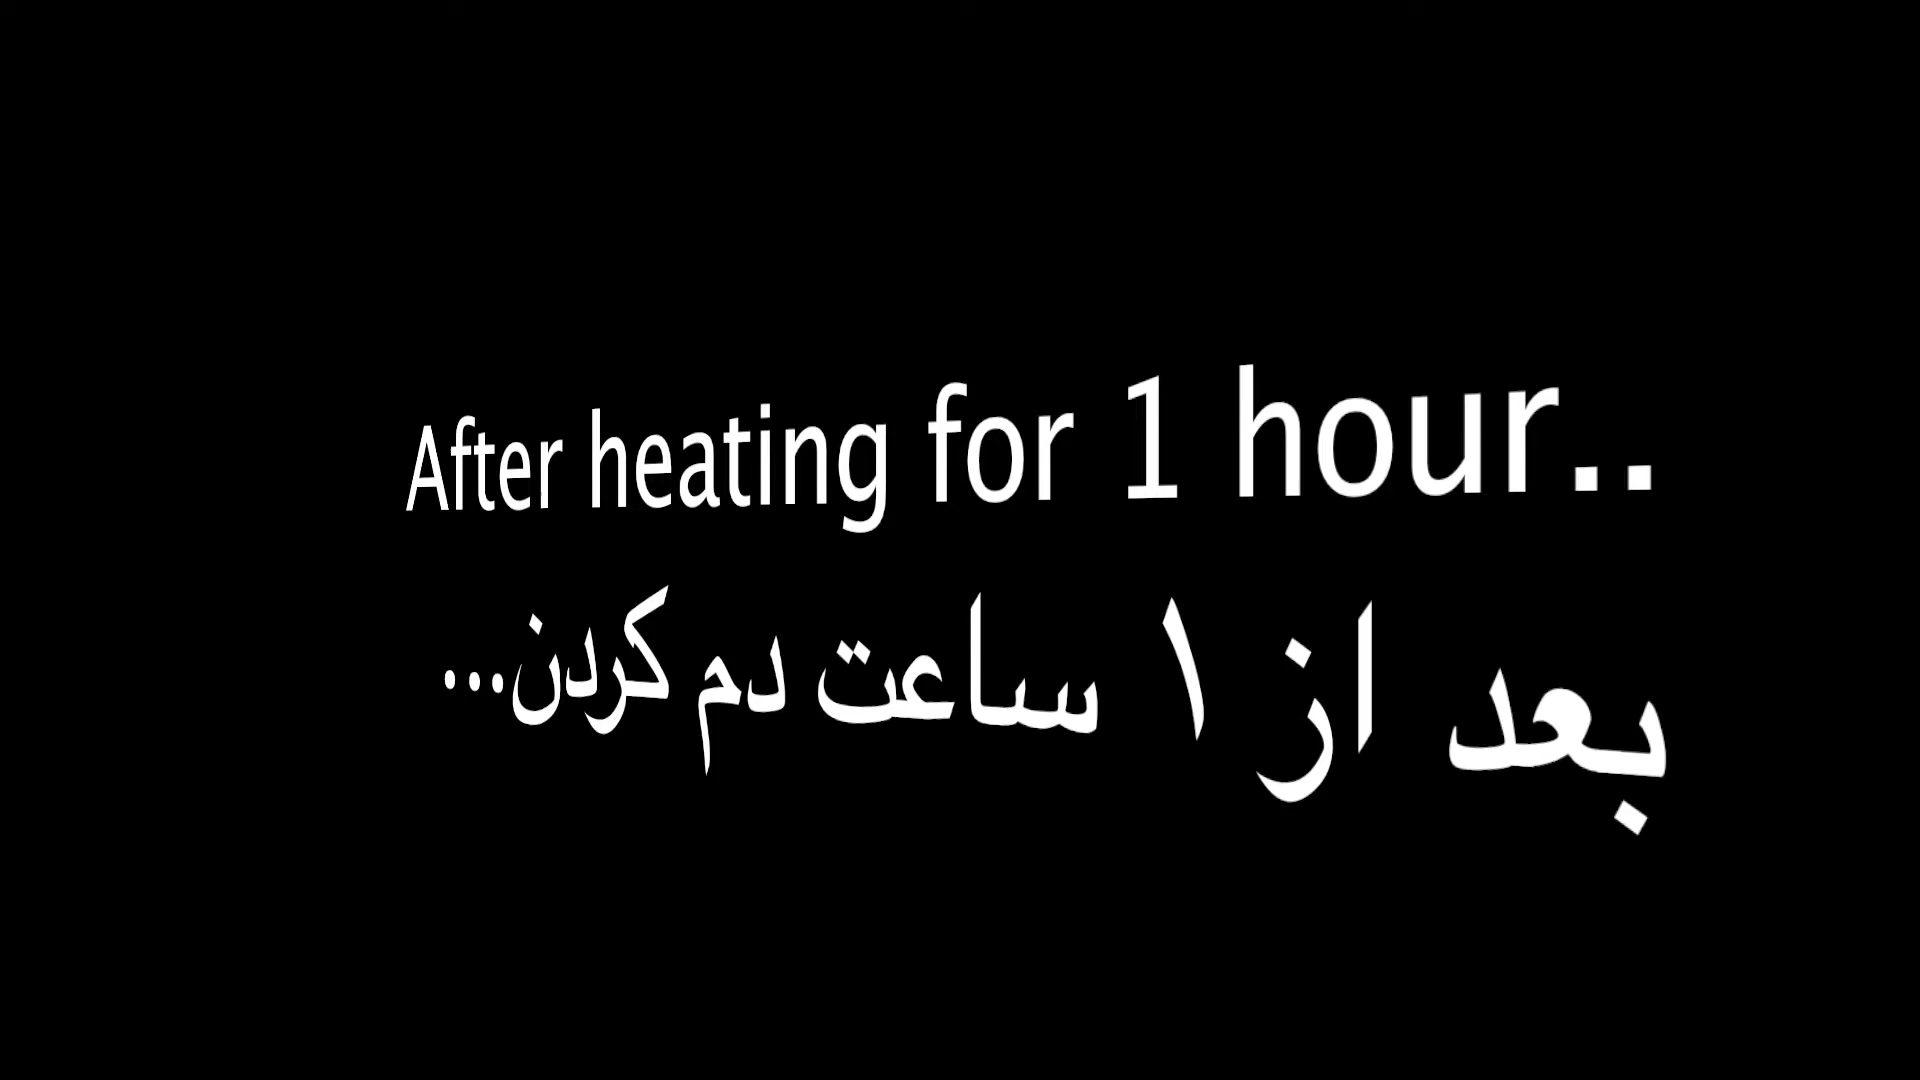 After heating for 1 hour..
بعد از ۱ ساعت دم کردن...